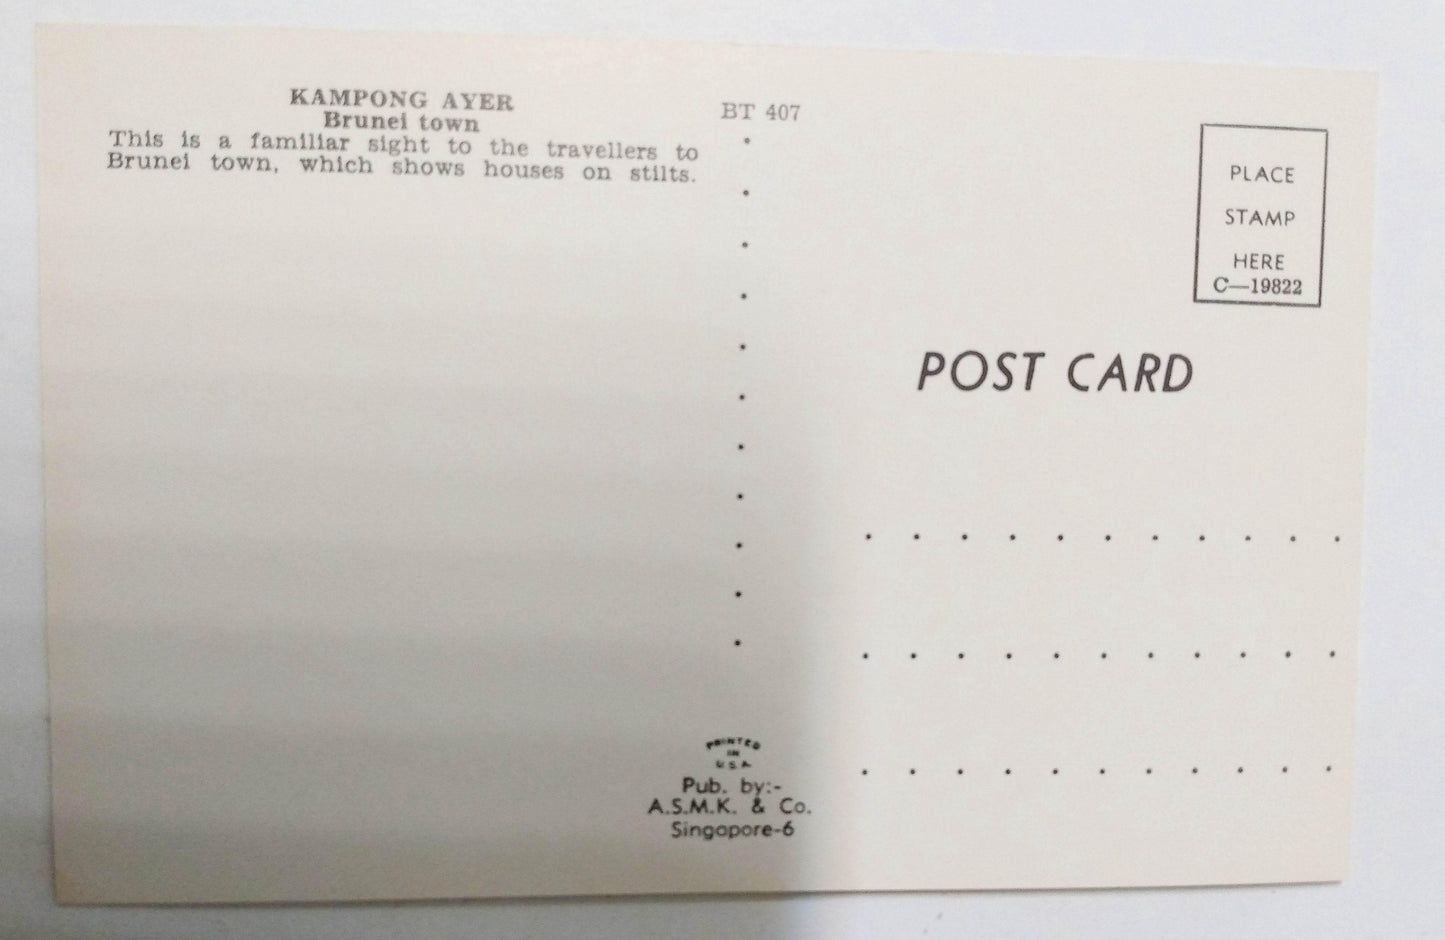 KAMPONG AYER
Brunei town
This is a familiar sight to the travellers to
Brunei town, which shows houses on stilts.
BT 407
PLACE
STAMP
HERE
C—19822
POST CARD
PRINTED
IN
U.S.A.
Pub. by:-
A.S.M.K. & Co.
Singapore-6